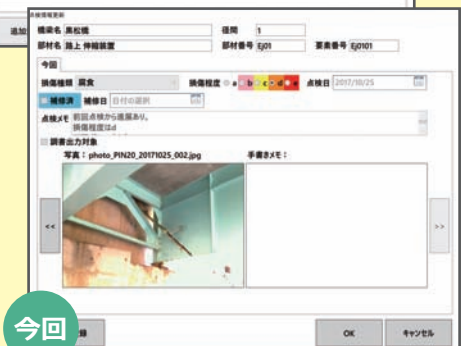 追加
点検情報更新
橋梁名 黒松橋 径間 1
部材名 路上 伸縮装置 部材番号 Ej01 要素番号 Ej0101
今回
損傷種類 腐食 損傷程度 a b c d e 点検日 2017/10/25
補修済 補修日 日付の選択
点検メモ 前回点検から進展あり。
損傷程度はd
調書出力対象
写真：photo_PIN20_20171025_002.jpg 手書きメモ：
<< >>
今回 録 OK キャンセル